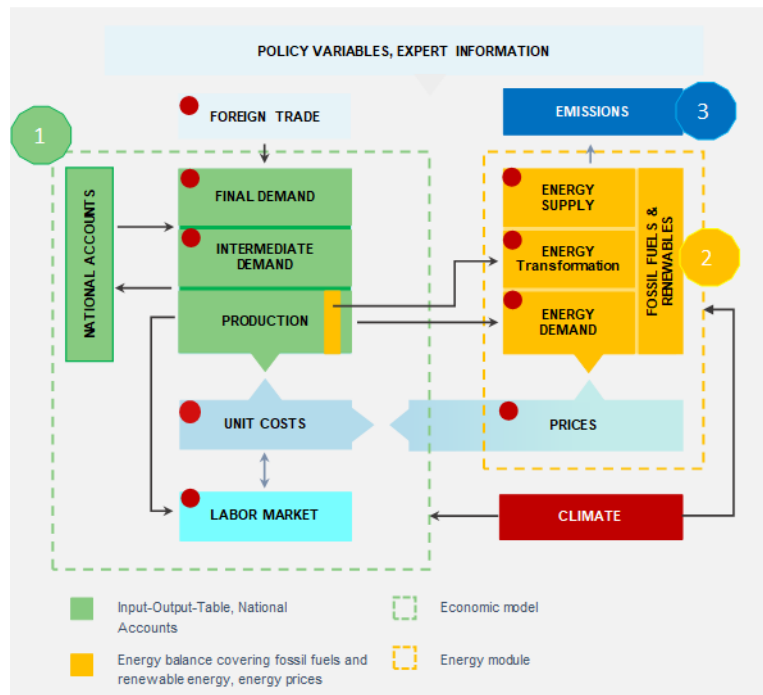 POLICY VARIABLES, EXPERT INFORMATION
FOREIGN TRADE
EMISSIONS
3
1
NATIONAL ACCOUNTS
FINAL DEMAND
INTERMEDIATE
DEMAND
PRODUCTION
ENERGY
SUPPLY
ENERGY
Transformation
ENERGY
DEMAND
FOSSIL FUELS &
RENEWABLES
2
UNIT COSTS
PRICES
LABOR MARKET
CLIMATE
Input-Output-Table, National
Accounts
Economic model
Energy balance covering fossil fuels and
renewable energy, energy prices
Energy module